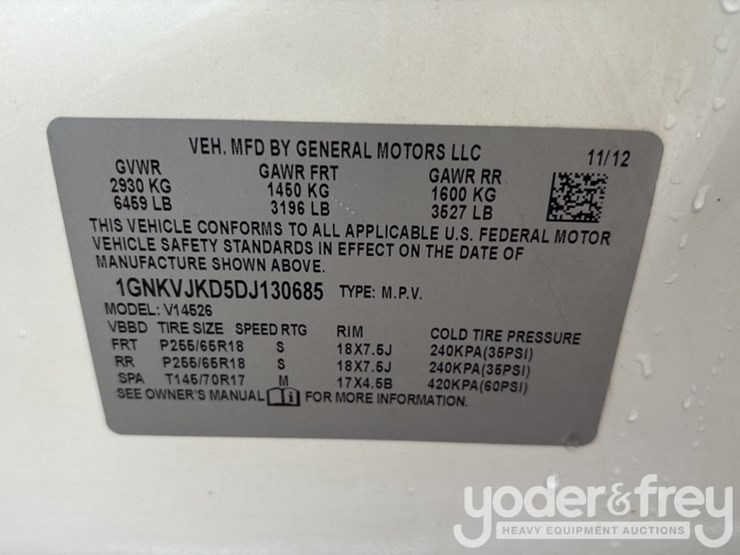 VEH. MFD BY GENERAL MOTORS LLC 11/12
GVWR GAWR FRT GAWR RR
2930 KG 1450 KG 1600 KG
6459 LB 3196 LB 3527 LB
THIS VEHICLE CONFORMS TO ALL APPLICABLE U.S. FEDERAL MOTOR
VEHICLE SAFETY STANDARDS IN EFFECT ON THE DATE OF
MANUFACTURE SHOWN ABOVE.
1GNKVJKD5DJ130685 TYPE: M.P.V.
MODEL: V14526
VBBD TIRE SIZE SPEED RTG RIM COLD TIRE PRESSURE
FRT P255/65R18 S 18X7.5J 240KPA(35PSI)
RR P255/65R18 S 18X7.5J 240KPA(35PSI)
SPA T145/70R17 M 17X4.5B 420KPA(60PSI)
SEE OWNER'S MANUAL i FOR MORE INFORMATION.
yoder&frey
HEAVY EQUIPMENT AUCTIONS